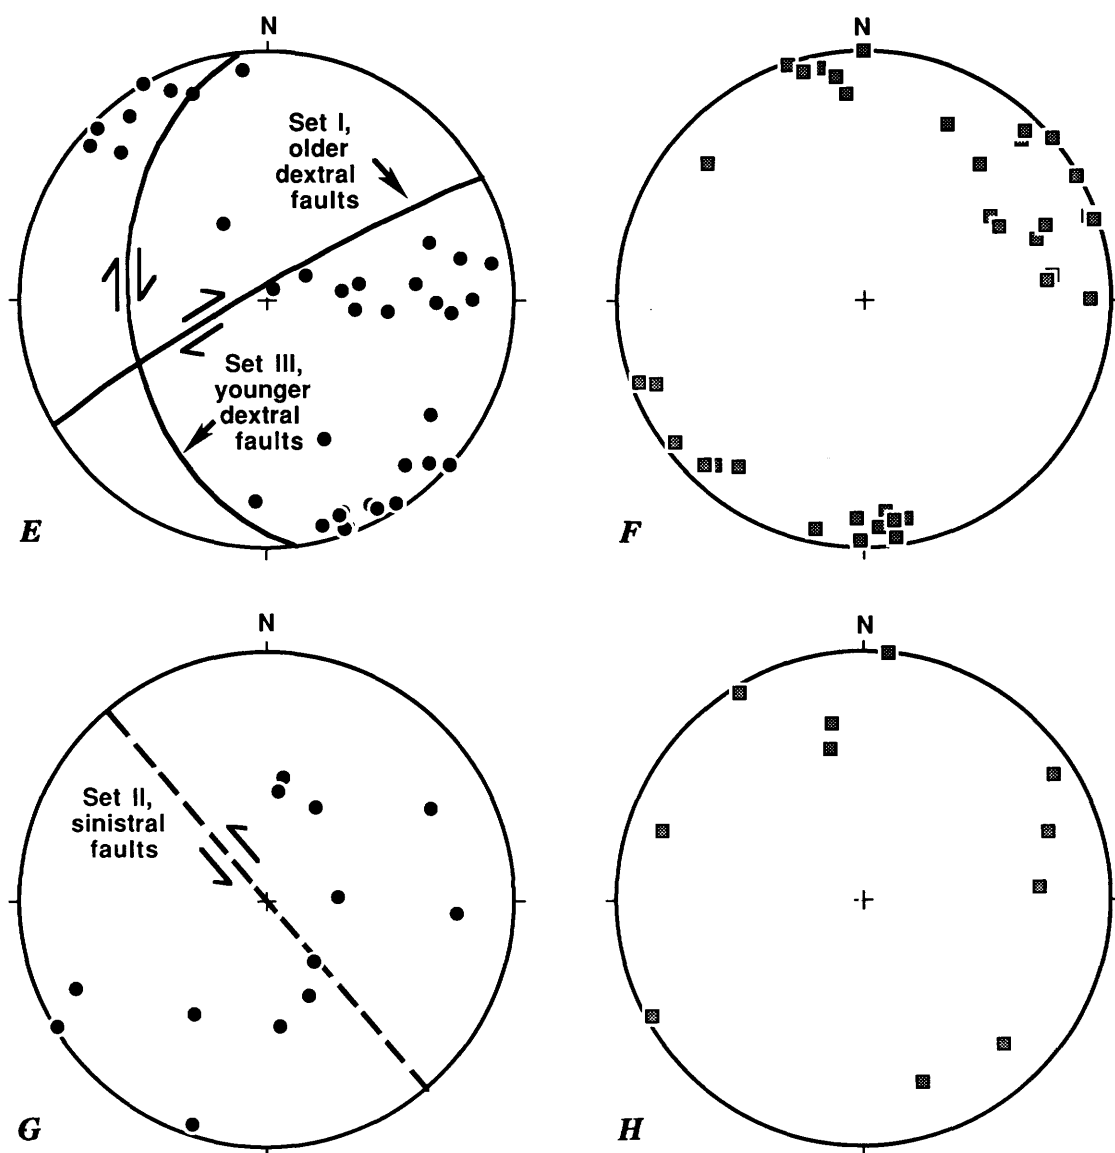 N
Set I,
older
dextral
faults
Set III,
younger
dextral
faults
E
N
F
N
Set II,
sinistral
faults
G
N
H